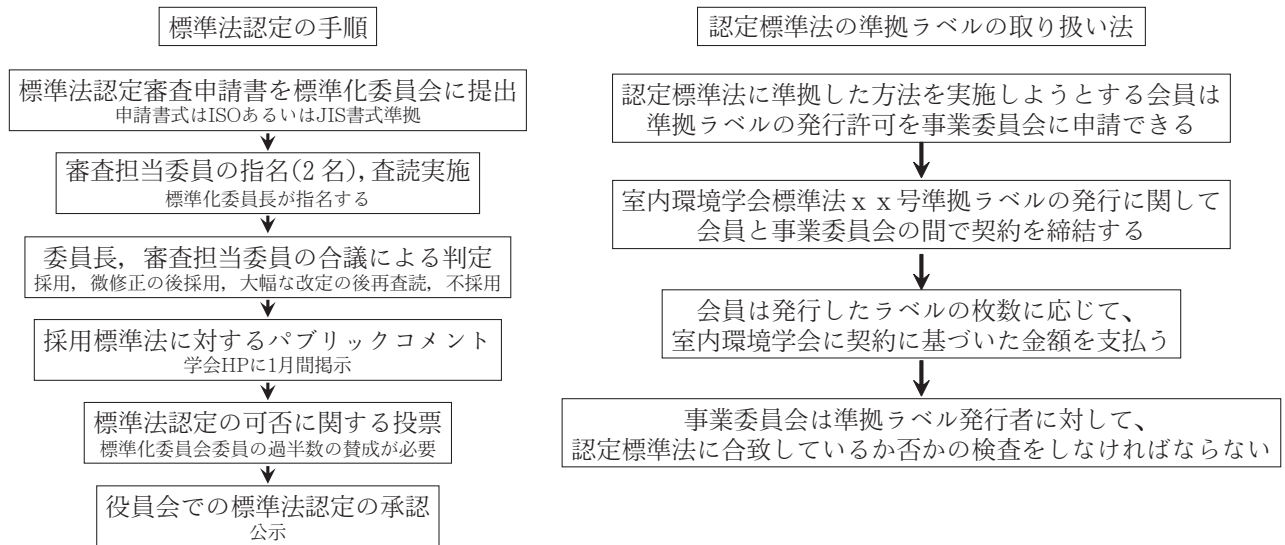 標準法認定の手順
標準法認定審査申請書を標準化委員会に提出
申請書式はISOあるいはJIS書式準拠
審査担当委員の指名(2名),査読実施
標準化委員長が指名する
委員長，審査担当委員の合議による判定
採用，微修正の後採用，大幅な改定の後再査読，不採用
採用標準法に対するパブリックコメント
学会HPに1月間掲示
標準法認定の可否に関する投票
標準化委員会委員の過半数の賛成が必要
役員会での標準法認定の承認
公示
認定標準法の準拠ラベルの取り扱い法
認定標準法に準拠した方法を実施しようとする会員は
準拠ラベルの発行許可を事業委員会に申請できる
室内環境学会標準法ｘｘ号準拠ラベルの発行に関して
会員と事業委員会の間で契約を締結する
会員は発行したラベルの枚数に応じて、
室内環境学会に契約に基づいた金額を支払う
事業委員会は準拠ラベル発行者に対して、
認定標準法に合致しているか否かの検査をしなければならない